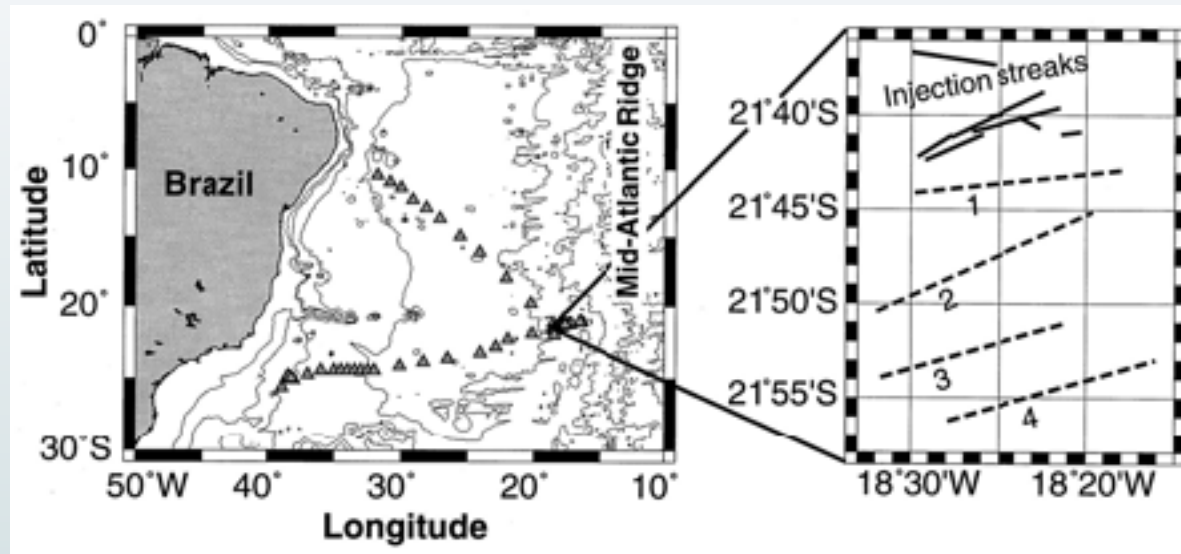 0°
10°
20°
30°S
50°W
40°
30°
20°
10°
Latitude
Longitude
Brazil
Mid-Atlantic Ridge
Injection streaks
21°40'S
21°45'S
21°50'S
21°55'S
1
2
3
4
18°30'W
18°20'W